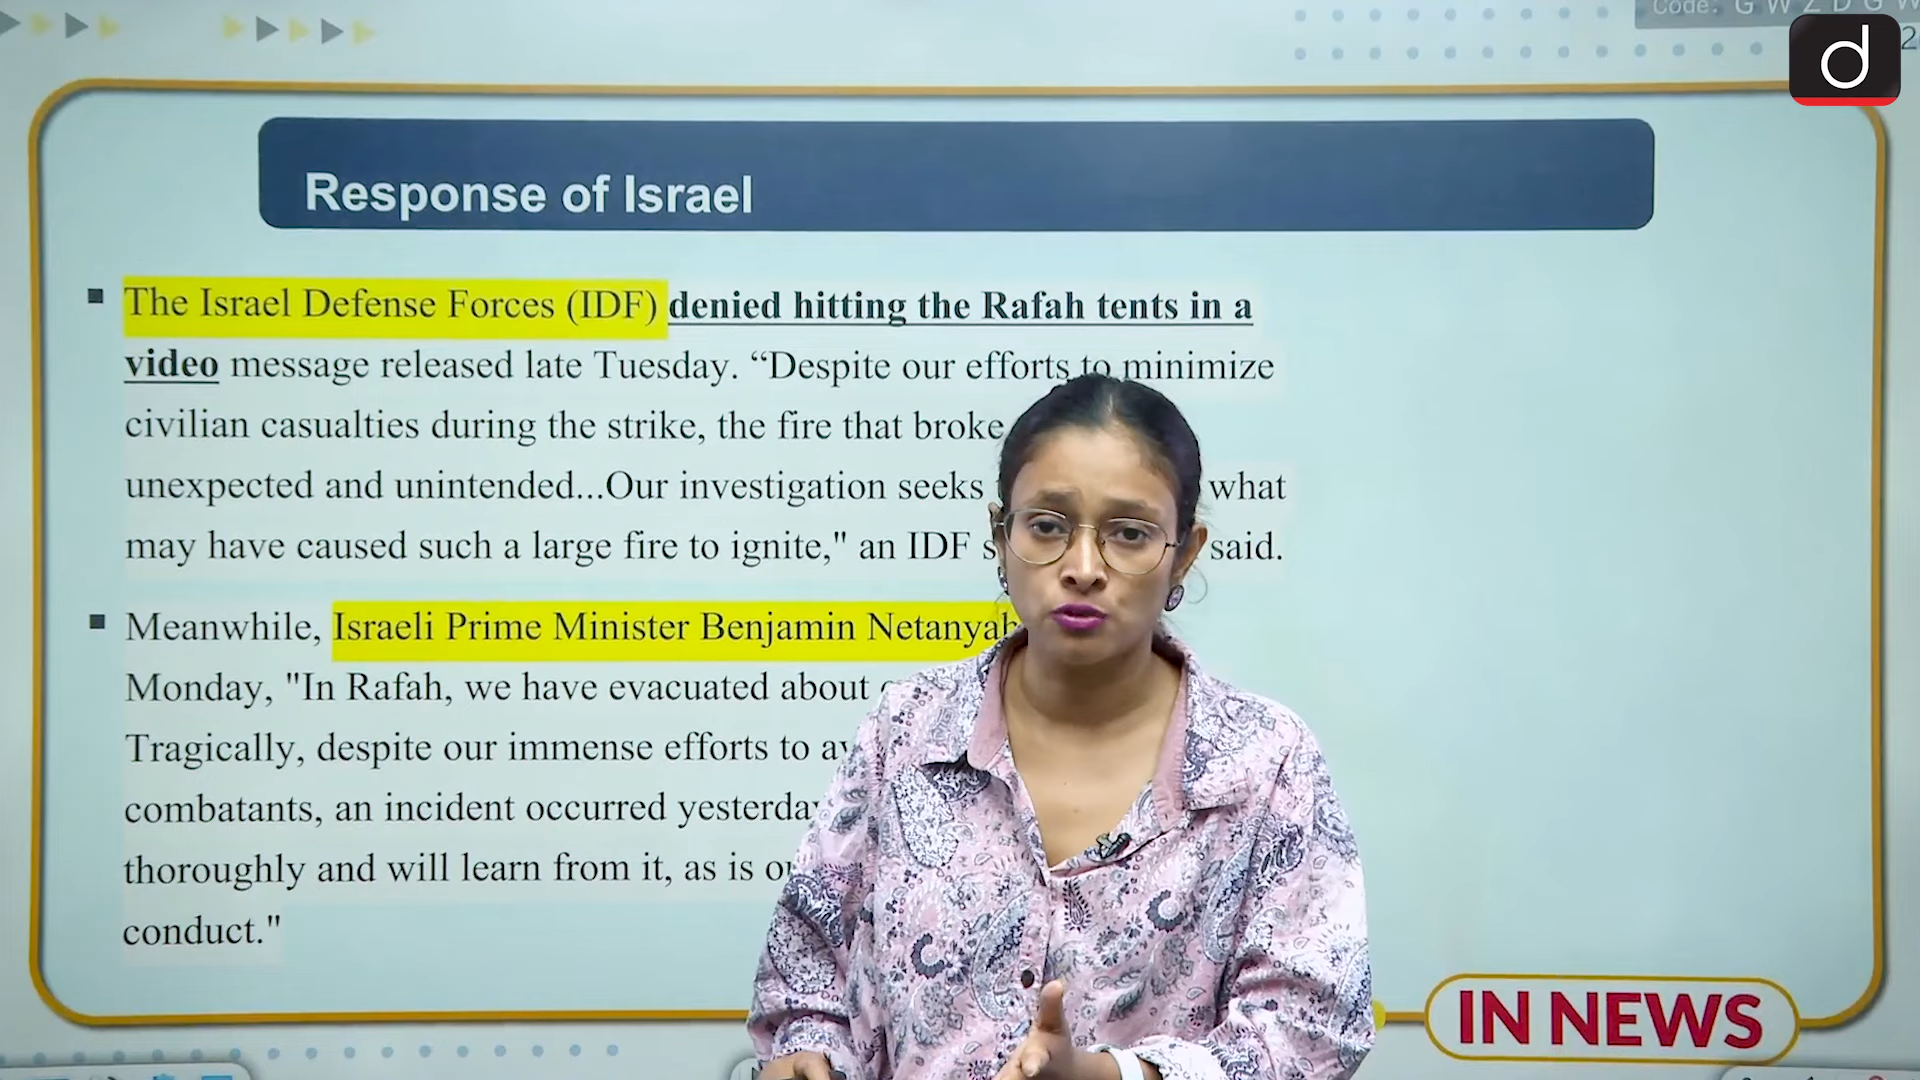 Code: G W Z D G W
d
Response of Israel
The Israel Defense Forces (IDF) denied hitting the Rafah tents in a
video message released late Tuesday. “Despite our efforts to minimize
civilian casualties during the strike, the fire that broke
unexpected and unintended...Our investigation seeks what
may have caused such a large fire to ignite," an IDF said.
Meanwhile, Israeli Prime Minister Benjamin
Monday, "In Rafah, we have evacuated about
Tragically, despite our immense efforts to
combatants, an incident occurred
thoroughly and will learn from it, as is
conduct."
IN NEWS